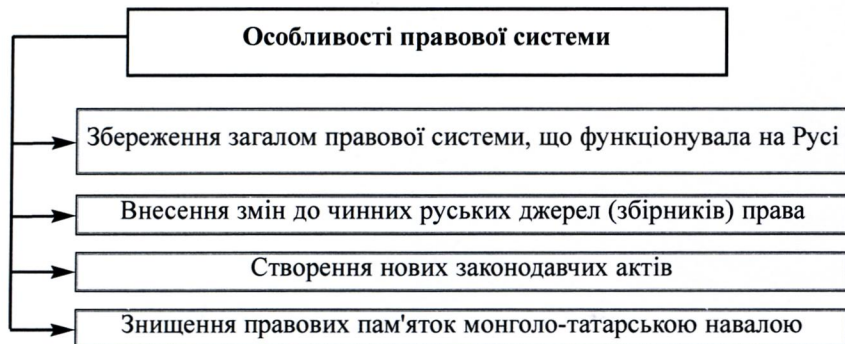 Особливості правової системи
Збереження загалом правової системи, що функціонувала на Русі
Внесення змін до чинних руських джерел (збірників) права
Створення нових законодавчих актів
Знищення правових пам'яток монголо-татарською навалою